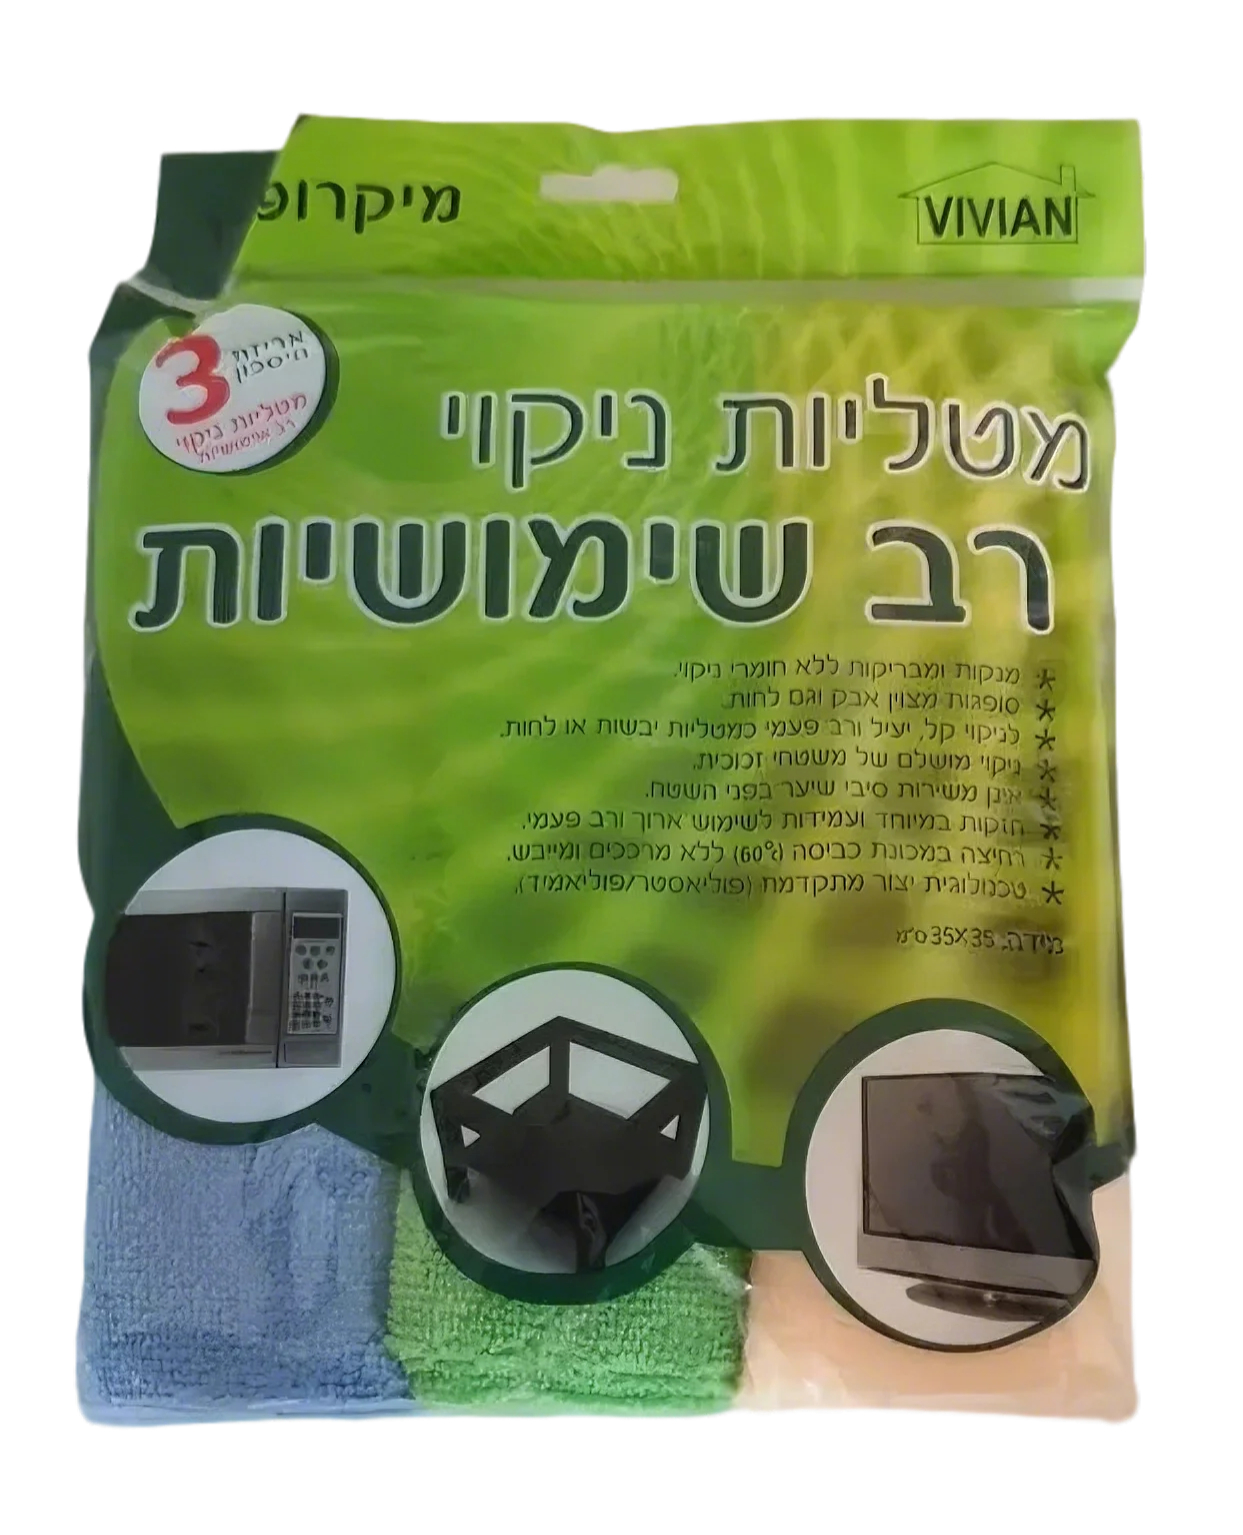 VIVIAN
מיקרופ
3
אריזת
חיסכון
מטליות ניקוי
רב שימושיות
מטליות ניקוי
רב שימושיות
* מנקות ומבריקות ללא חומרי ניקוי.
* סופגות מצוין אבק וגם לחות.
* לניקוי קל, יעיל ורב פעמי כמטליות יבשות או לחות.
* ניקוי מושלם של משטחי זכוכית.
* אינן משירות סיבי שיער בפני השטח.
* חזקות במיוחד ועמידות לשימוש ארוך ורב פעמי.
* רחיצה במכונת כביסה (60°) ללא מרככים ומייבש.
* טכנולוגית יצור מתקדמת (פוליאסטר/פוליאמיד).
מידה: 35X35 ס"מ